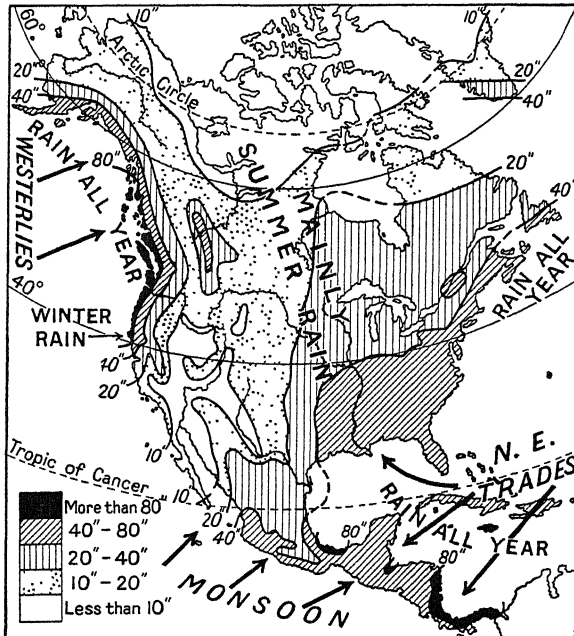 60°
10"
10"
Arctic Circle
20"
40"
20"
40"
RAIN ALL YEAR
80"
WESTERLIES
SUMMER
MAINLY RAIN
20"
40"
RAIN ALL
YEAR
40°
WINTER
RAIN
40"
20"
10"
Tropic of Cancer
10"
20"
40"
N. E.
TRADES
RAIN ALL
YEAR
80"
80"
MONSOON
More than 80"
40"-80"
20"-40"
10"-20"
Less than 10"